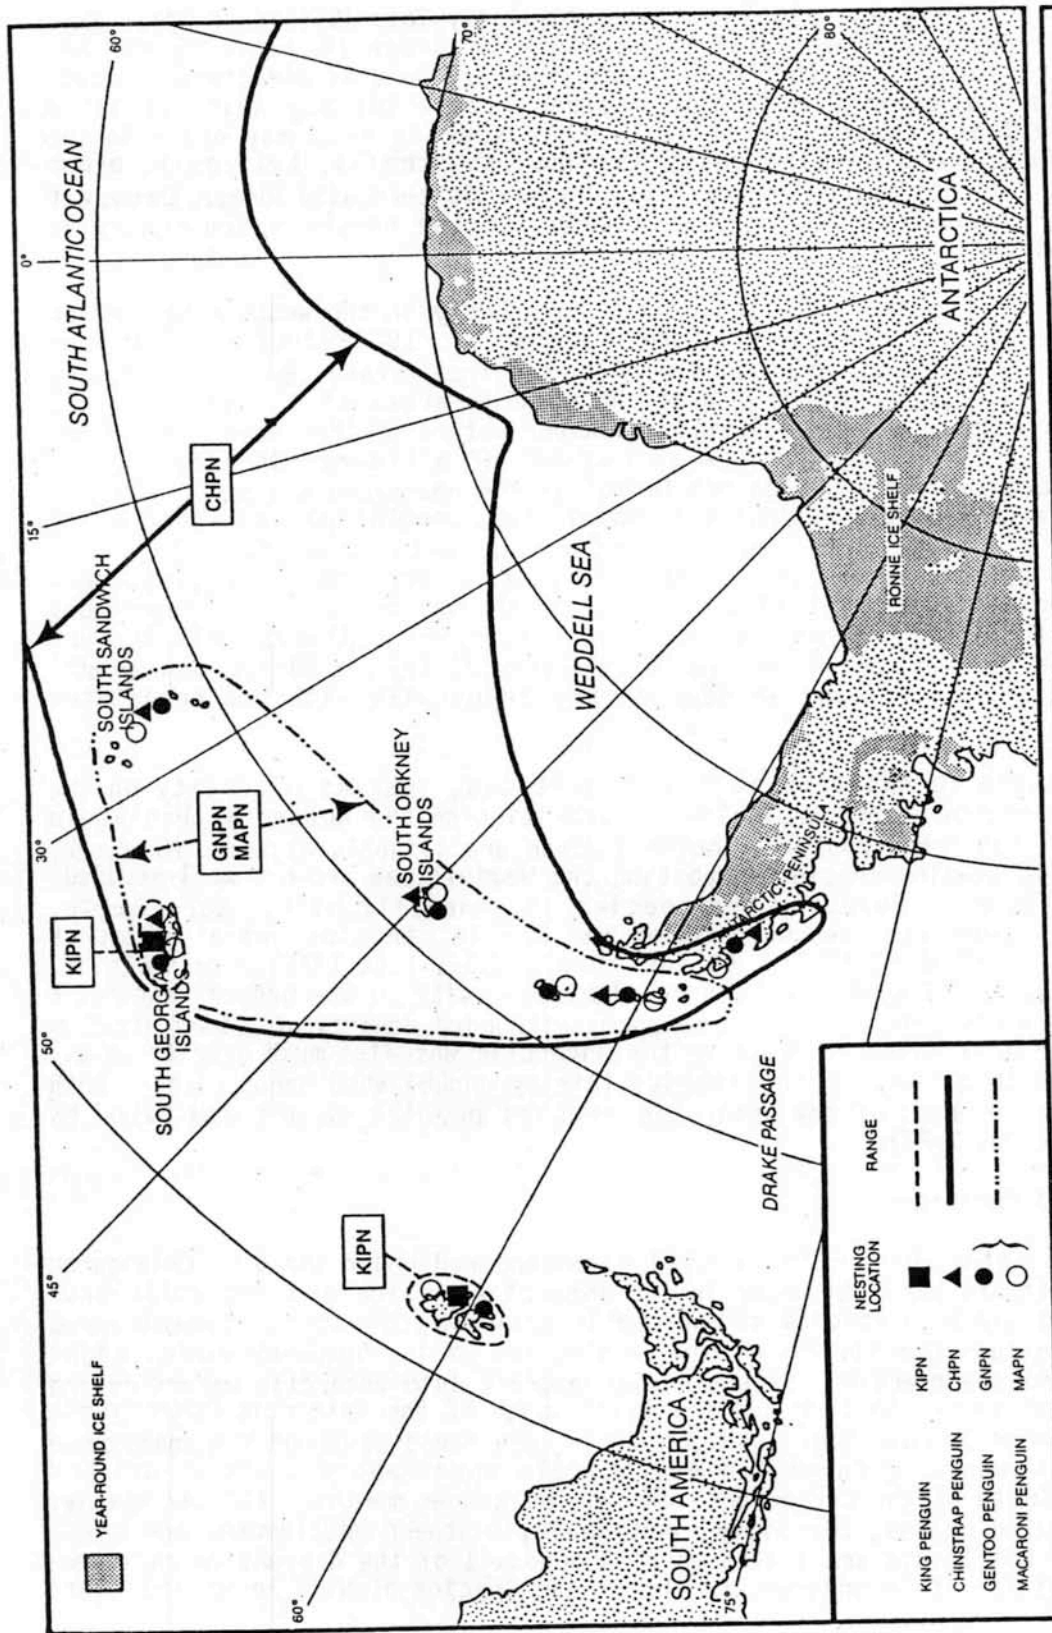 YEAR-ROUND ICE SHELF
60°
45°
50°
30°
15°
0°
60°
70°
80°
75°
SOUTH ATLANTIC OCEAN
CHPN
SOUTH SANDWICH
ISLANDS
GNPN
MAPN
KIPN
SOUTH GEORGIA
ISLANDS
SOUTH ORKNEY
ISLANDS
WEDDELL SEA
KIPN
DRAKE PASSAGE
ANTARCTIC PENINSULA
RONNE ICE SHELF
ANTARCTICA
SOUTH AMERICA
NESTING
LOCATION
RANGE
KING PENGUIN KIPN
CHINSTRAP PENGUIN CHPN
GENTOO PENGUIN GNPN
MACARONI PENGUIN MAPN